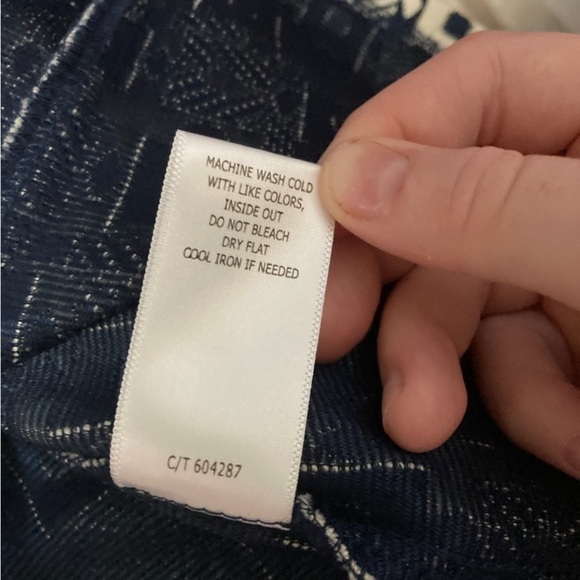 MACHINE WASH COLD
WITH LIKE COLORS,
INSIDE OUT
DO NOT BLEACH
DRY FLAT
COOL IRON IF NEEDED
C/T 604287